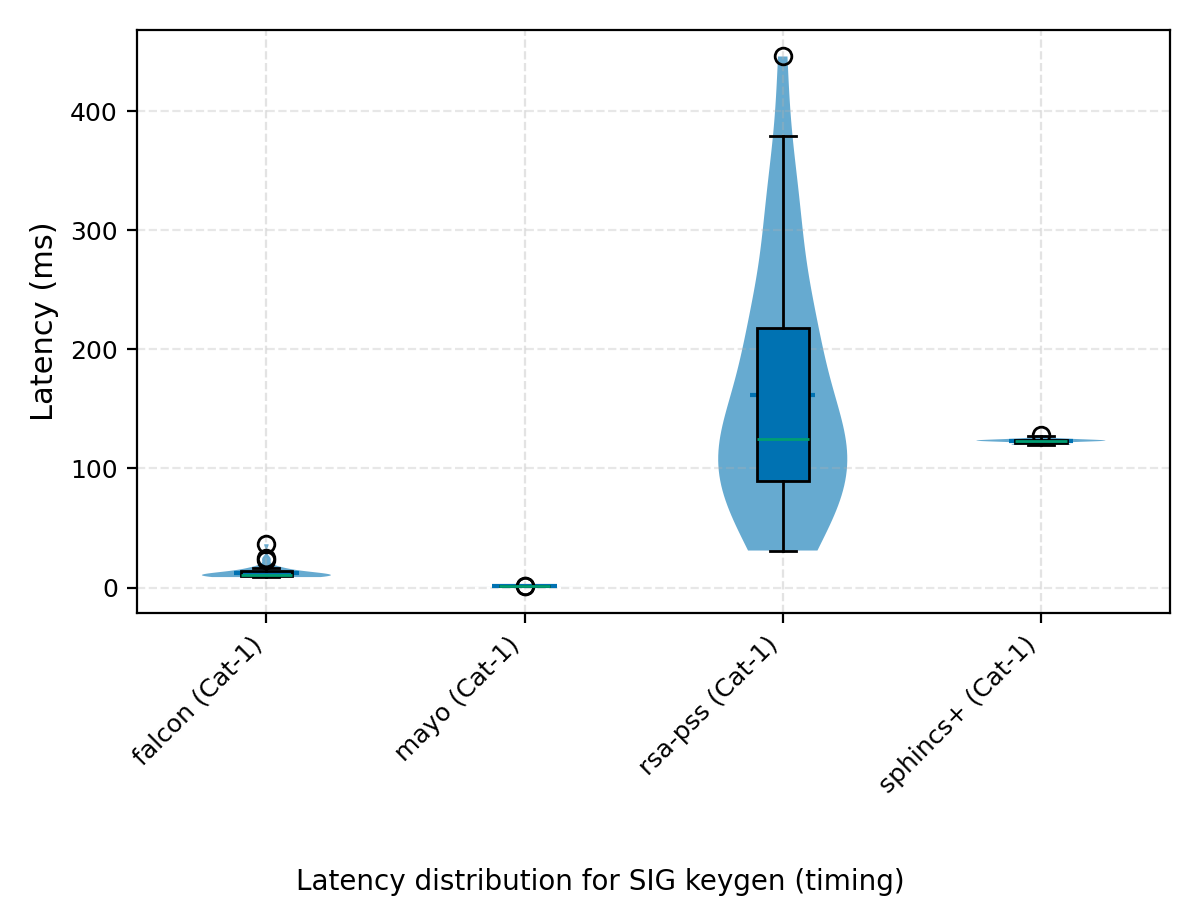 400
300
200
100
0
Latency (ms)
falcon (Cat-1)
mayo (Cat-1)
rsa-pss (Cat-1)
sphincs+ (Cat-1)
Latency distribution for SIG keygen (timing)